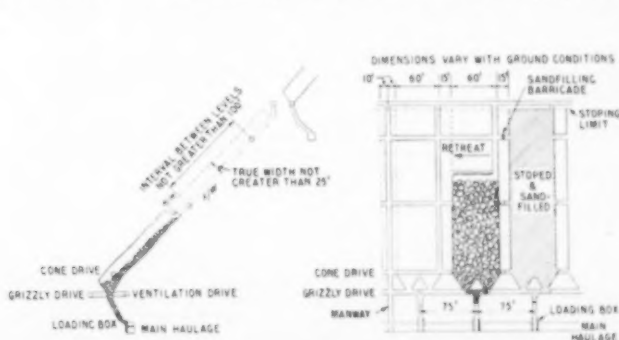 INTERVAL BETWEEN LEVELS
NOT GREATER THAN 100'
TRUE WIDTH NOT
GREATER THAN 25'
CONE DRIVE
GRIZZLY DRIVE
VENTILATION DRIVE
LOADING BOX
MAIN HAULAGE
DIMENSIONS VARY WITH GROUND CONDITIONS
10' 60' 15' 60' 15'
SANDFILLING
BARRICADE
STOPING
LIMIT
RETREAT
STOPED
&
SAND-
FILLED
CONE DRIVE
GRIZZLY DRIVE
MANWAY
75' 75'
LOADING BOX
MAIN
HAULAGE